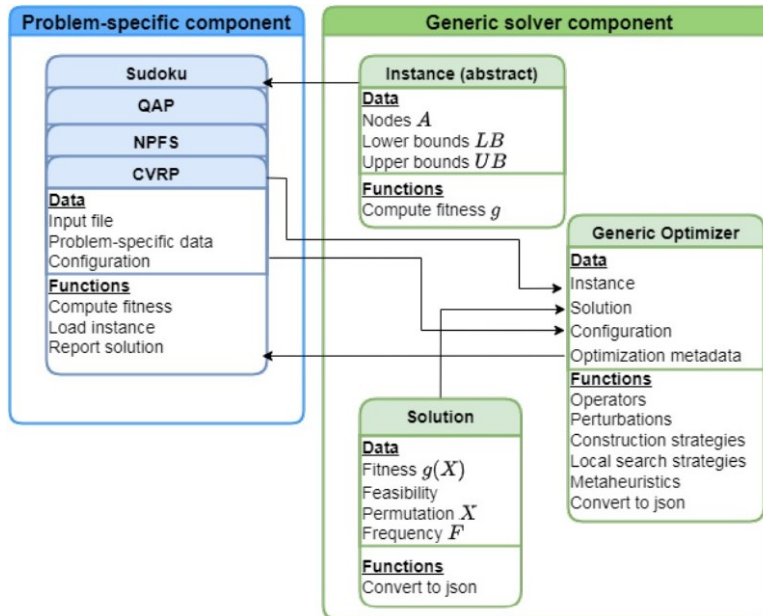 Problem-specific component
Sudoku
QAP
NPFS
CVRP
Data
Input file
Problem-specific data
Configuration
Functions
Compute fitness
Load instance
Report solution
Generic solver component
Instance (abstract)
Data
Nodes A
Lower bounds LB
Upper bounds UB
Functions
Compute fitness g
Generic Optimizer
Data
Instance
Solution
Configuration
Optimization metadata
Functions
Operators
Perturbations
Construction strategies
Local search strategies
Metaheuristics
Convert to json
Solution
Data
Fitness g(X)
Feasibility
Permutation X
Frequency F
Functions
Convert to json